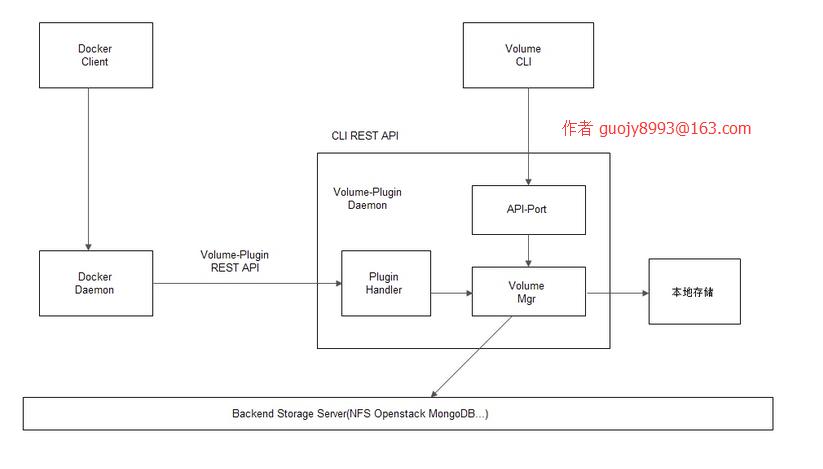 Docker
Client
Volume
CLI
作者 guojy8993@163.com
CLI REST API
Volume-Plugin
Daemon
API-Port
Volume-Plugin
REST API
Docker
Daemon
Plugin
Handler
Volume
Mgr
本地存储
Backend Storage Server(NFS Openstack MongoDB...)